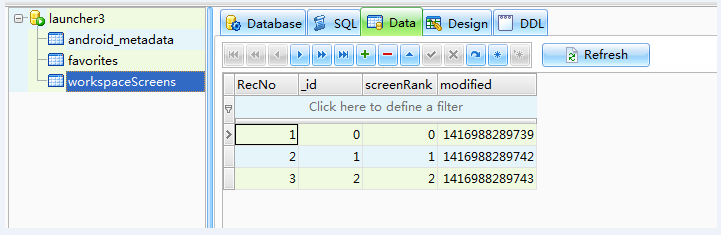 launcher3
android_metadata
favorites
workspaceScreens
Database SQL Data Design DDL
Refresh
RecNo _id screenRank modified
Click here to define a filter
1 0 0 1416988289739
2 1 1 1416988289742
3 2 2 1416988289743